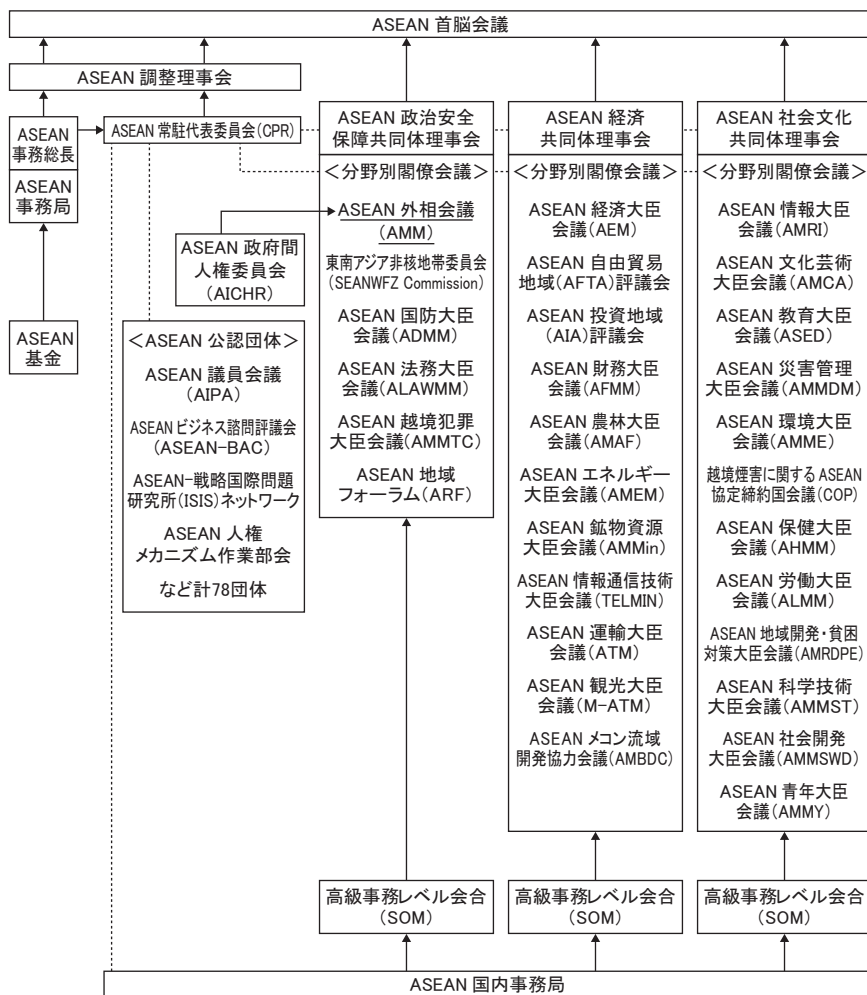 ASEAN 首脳会議
ASEAN 調整理事会
ASEAN
事務総長
ASEAN
事務局
ASEAN
基金
ASEAN 常駐代表委員会(CPR)
ASEAN 政府間
人権委員会
(AICHR)
＜ASEAN 公認団体＞
ASEAN 議員会議
(AIPA)
ASEAN ビジネス諮問評議会
(ASEAN-BAC)
ASEAN-戦略国際問題
研究所(ISIS)ネットワーク
ASEAN 人権
メカニズム作業部会
など計78団体
ASEAN 政治安全
保障共同体理事会
＜分野別閣僚会議＞
ASEAN 外相会議
(AMM)
東南アジア非核地帯委員会
(SEANWFZ Commission)
ASEAN 国防大臣
会議(ADMM)
ASEAN 法務大臣
会議(ALAWMM)
ASEAN 越境犯罪
大臣会議(AMMTC)
ASEAN 地域
フォーラム(ARF)
高級事務レベル会合
(SOM)
ASEAN 経済
共同体理事会
＜分野別閣僚会議＞
ASEAN 経済大臣
会議(AEM)
ASEAN 自由貿易
地域(AFTA)評議会
ASEAN 投資地域
(AIA)評議会
ASEAN 財務大臣
会議(AFMM)
ASEAN 農林大臣
会議(AMAF)
ASEAN エネルギー
大臣会議(AMEM)
ASEAN 鉱物資源
大臣会議(AMMin)
ASEAN 情報通信技術
大臣会議(TELMIN)
ASEAN 運輸大臣
会議(ATM)
ASEAN 観光大臣
会議(M-ATM)
ASEAN メコン流域
開発協力会議(AMBDC)
高級事務レベル会合
(SOM)
ASEAN 社会文化
共同体理事会
＜分野別閣僚会議＞
ASEAN 情報大臣
会議(AMRI)
ASEAN 文化芸術
大臣会議(AMCA)
ASEAN 教育大臣
会議(ASED)
ASEAN 災害管理
大臣会議(AMMDM)
ASEAN 環境大臣
会議(AMME)
越境煙害に関する ASEAN
協定締約国会議(COP)
ASEAN 保健大臣
会議(AHMM)
ASEAN 労働大臣
会議(ALMM)
ASEAN 地域開発・貧困
対策大臣会議(AMRDPE)
ASEAN 科学技術
大臣会議(AMMST)
ASEAN 社会開発
大臣会議(AMMSWD)
ASEAN 青年大臣
会議(AMMY)
高級事務レベル会合
(SOM)
ASEAN 国内事務局